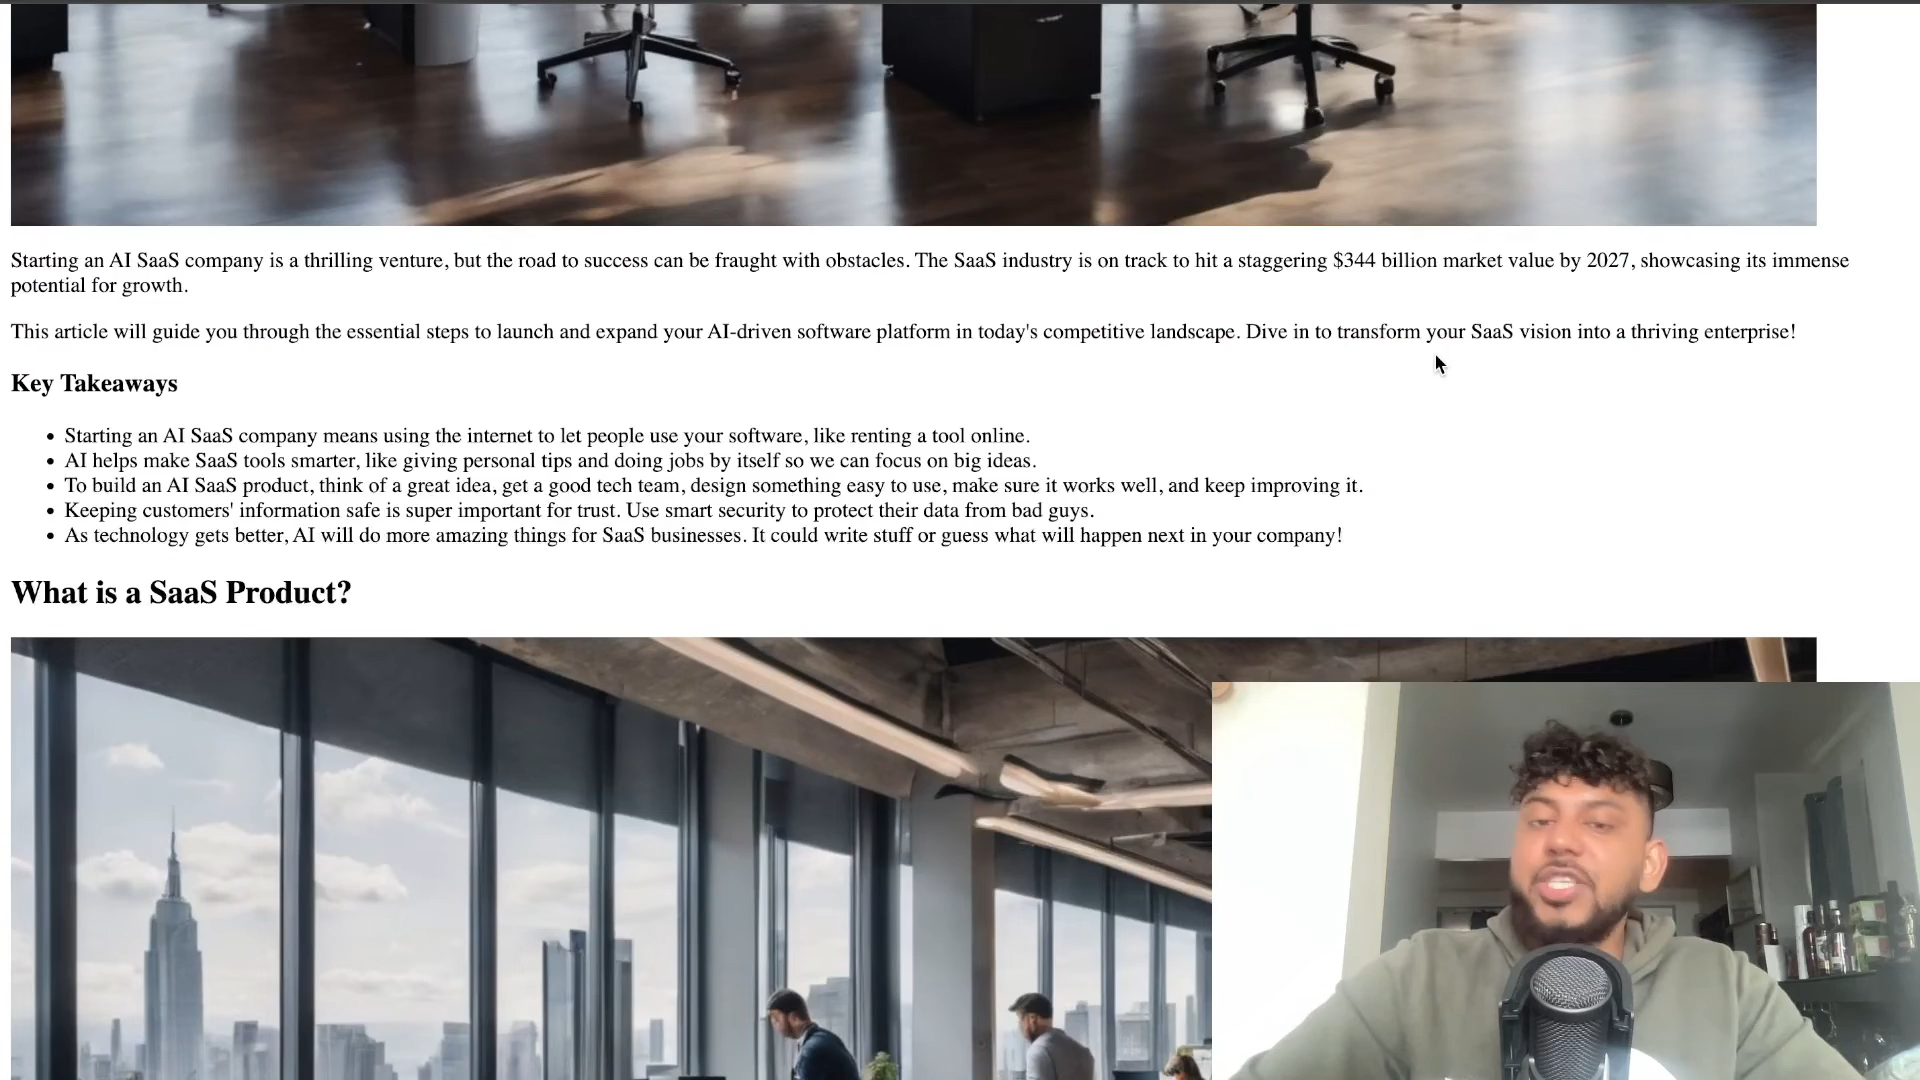 Starting an AI SaaS company is a thrilling venture, but the road to success can be fraught with obstacles. The SaaS industry is on track to hit a staggering $344 billion market value by 2027, showcasing its immense
potential for growth.
This article will guide you through the essential steps to launch and expand your AI-driven software platform in today's competitive landscape. Dive in to transform your SaaS vision into a thriving enterprise!
Key Takeaways
• Starting an AI SaaS company means using the internet to let people use your software, like renting a tool online.
• AI helps make SaaS tools smarter, like giving personal tips and doing jobs by itself so we can focus on big ideas.
• To build an AI SaaS product, think of a great idea, get a good tech team, design something easy to use, make sure it works well, and keep improving it.
• Keeping customers' information safe is super important for trust. Use smart security to protect their data from bad guys.
• As technology gets better, AI will do more amazing things for SaaS businesses. It could write stuff or guess what will happen next in your company!
What is a SaaS Product?